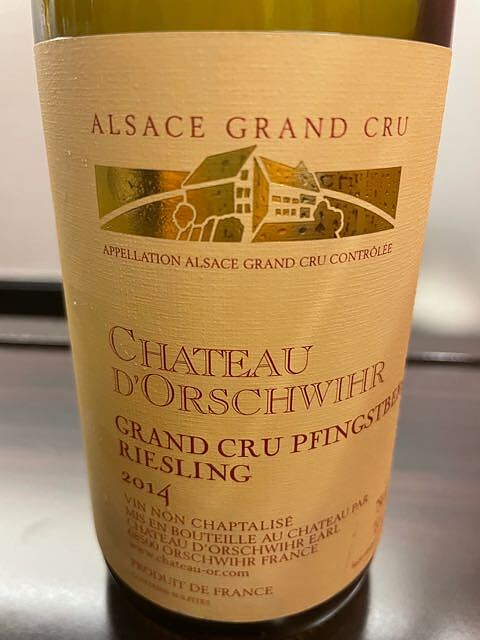 ALSACE GRAND CRU
APPELLATION ALSACE GRAND CRU CONTRÔLÉE
CHATEAU
D'ORSCHWIHR
GRAND CRU
RIESLING
2014
VIN NON CHAPTALISÉ
MIS EN BOUTEILLE AU CHATEAU PAR
CHATEAU D'ORSCHWIHR EARL
68500 ORSCHWIHR FRANCE
www.chateau-or.com
PRODUIT DE FRANCE